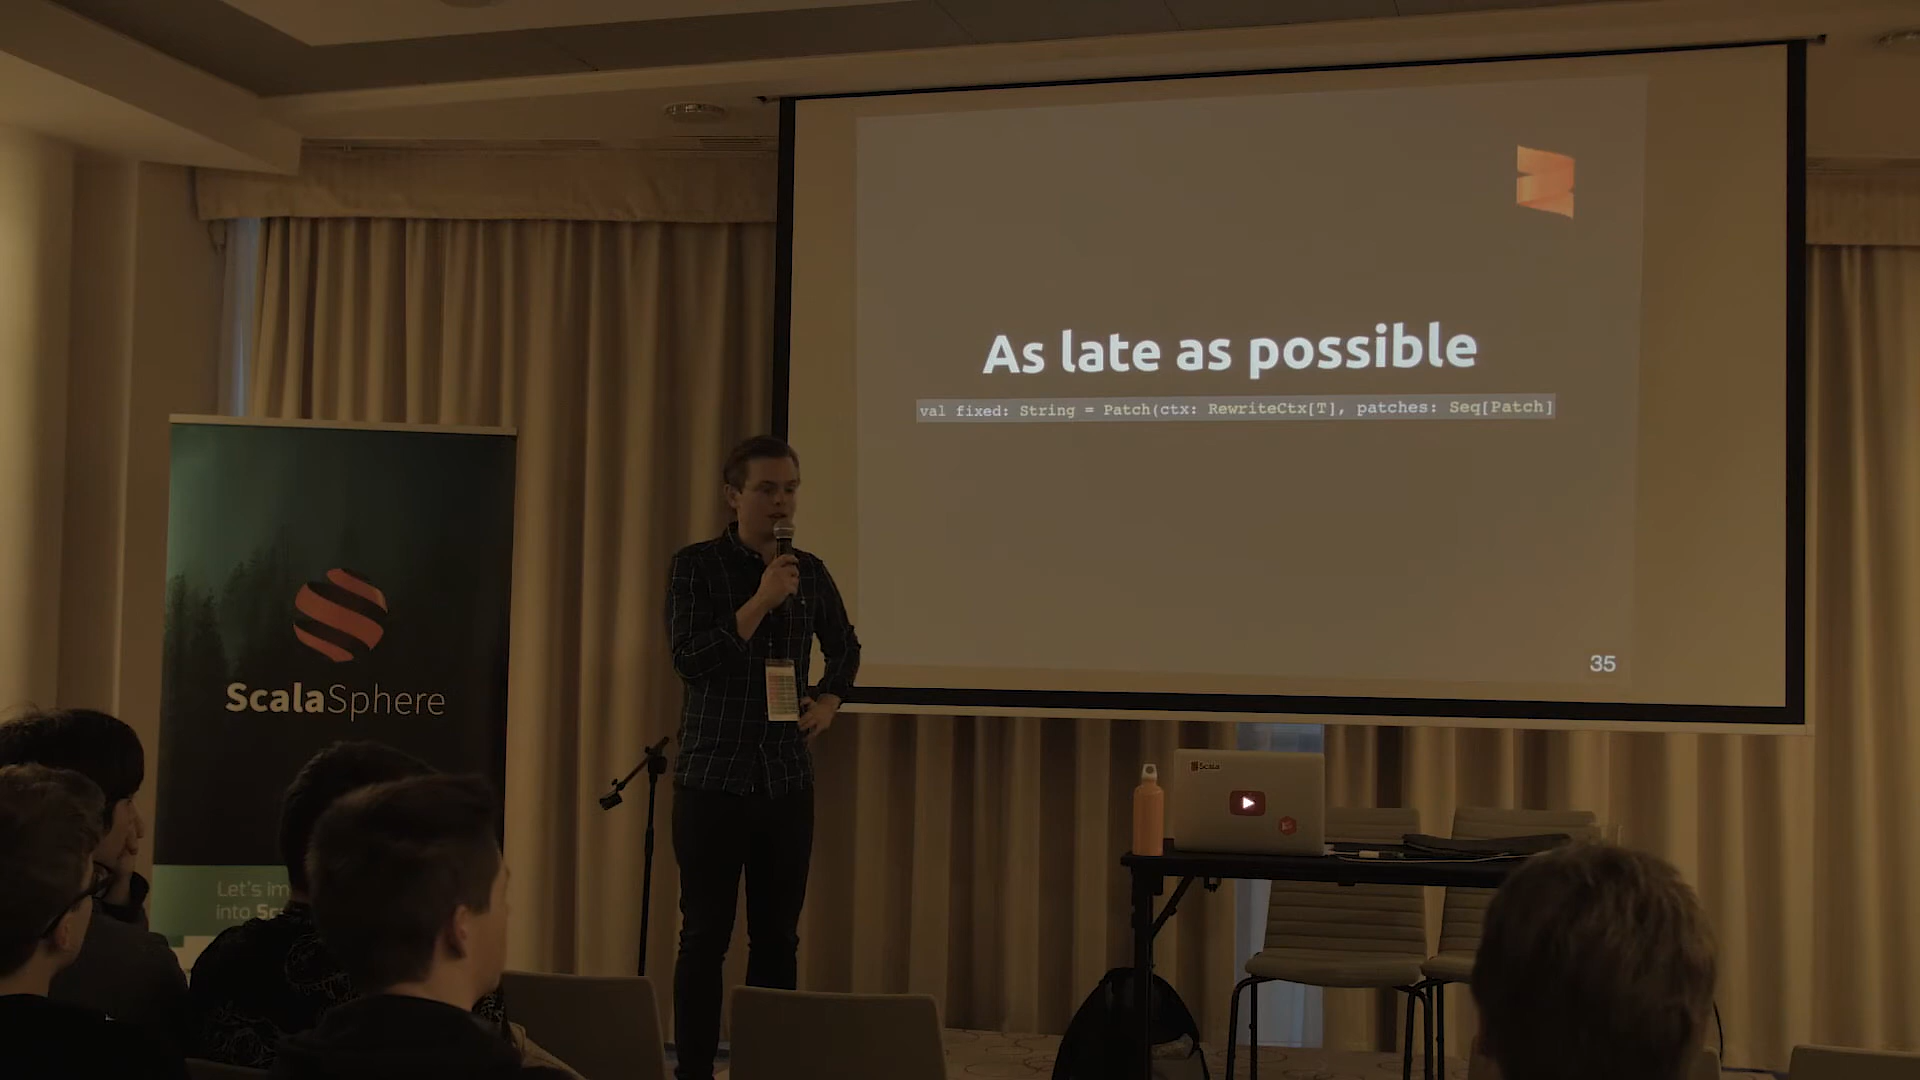 As late as possible
val fixed: String = Patch(ctx: RewriteCtx[T], patches: Seq[Patch]
35
ScalaSphere
Let's im
into Sc
Scala